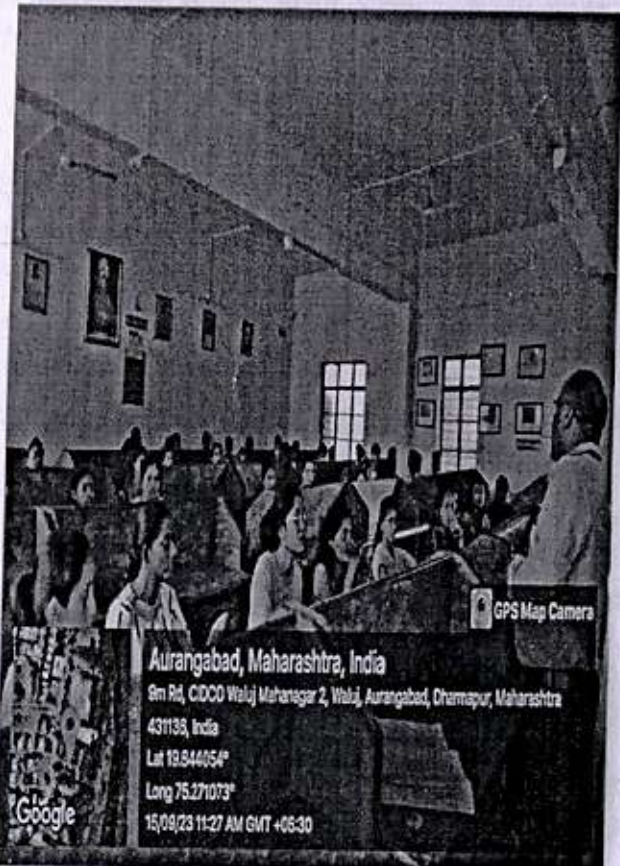 GPS Map Camera
Aurangabad, Maharashtra, India
9m Rd, CIDCO Waluj Mahanagar 2, Waluj, Aurangabad, Dharmapur, Maharashtra
431136, India
Lat 19.844054°
Long 75.271073°
15/09/23 11:27 AM GMT +05:30
Google